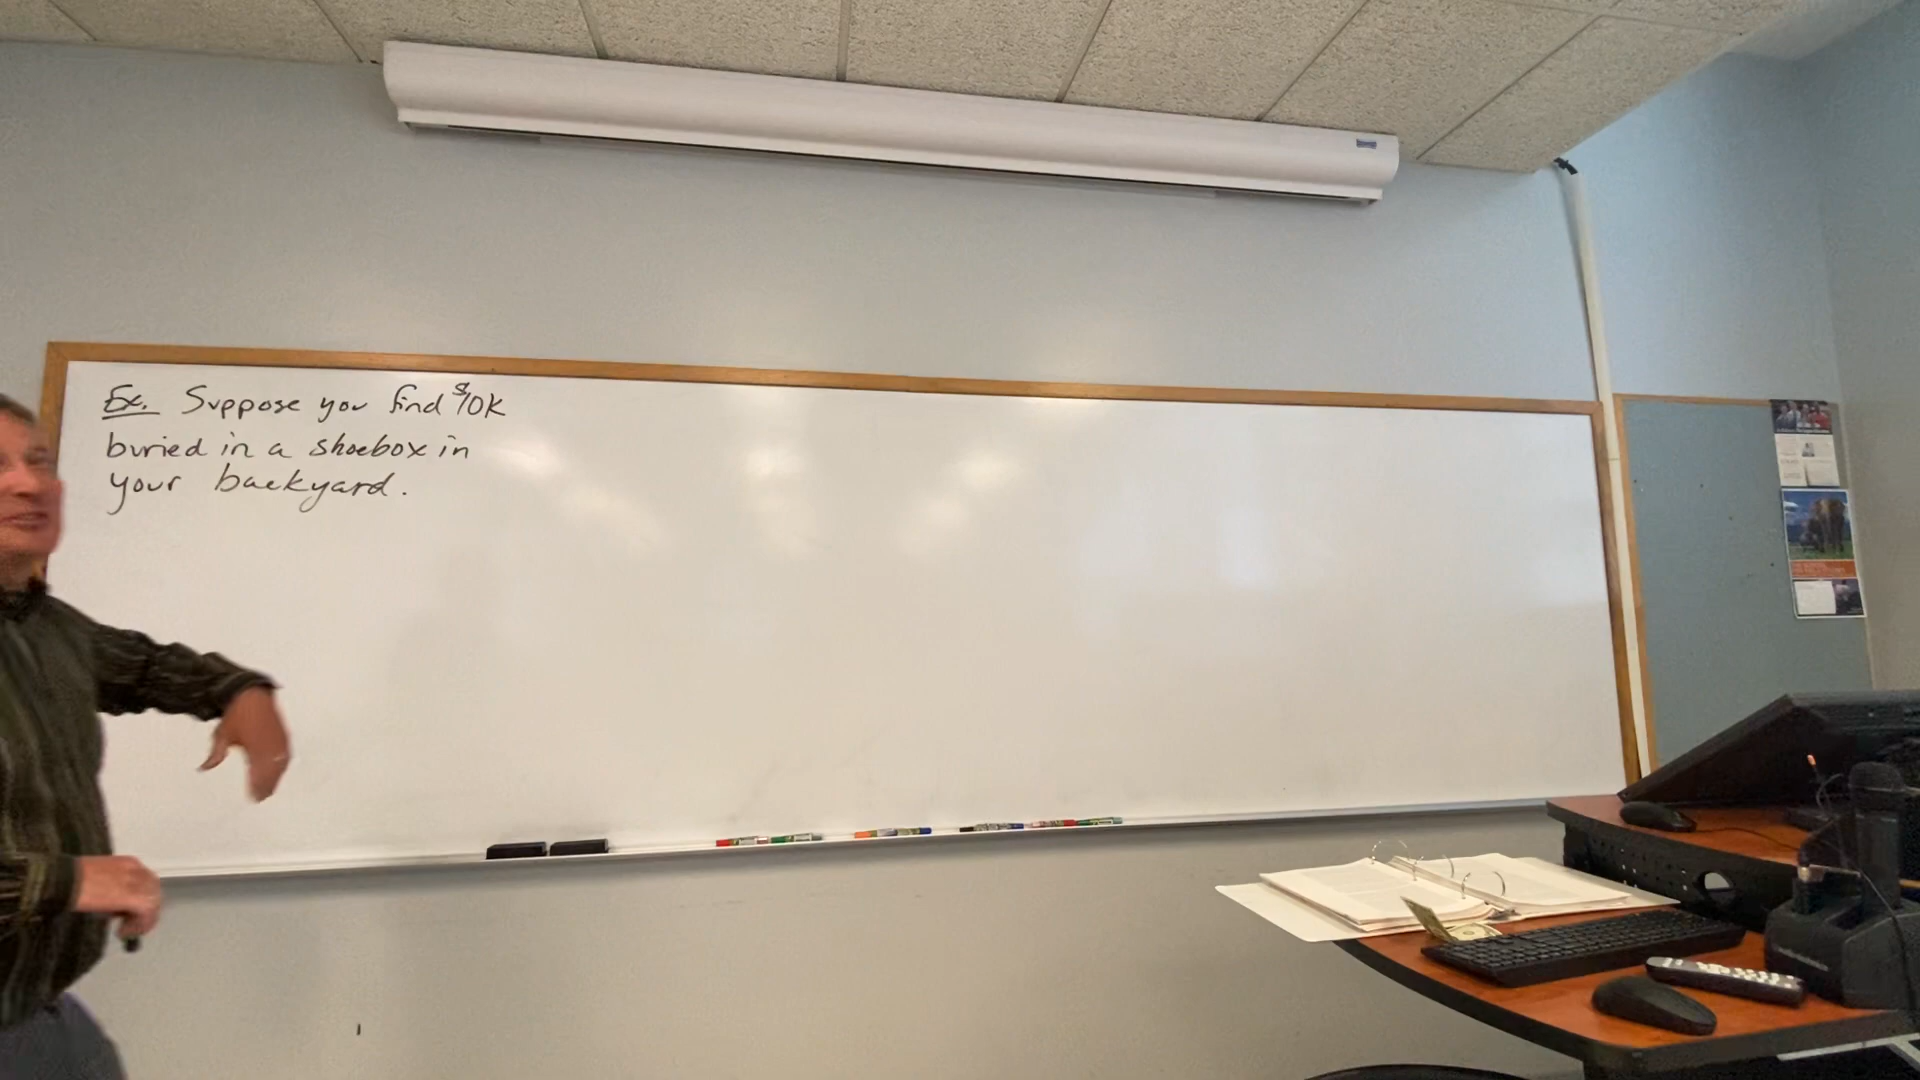 Ex. Suppose you find $10K
buried in a shoebox in
your backyard.